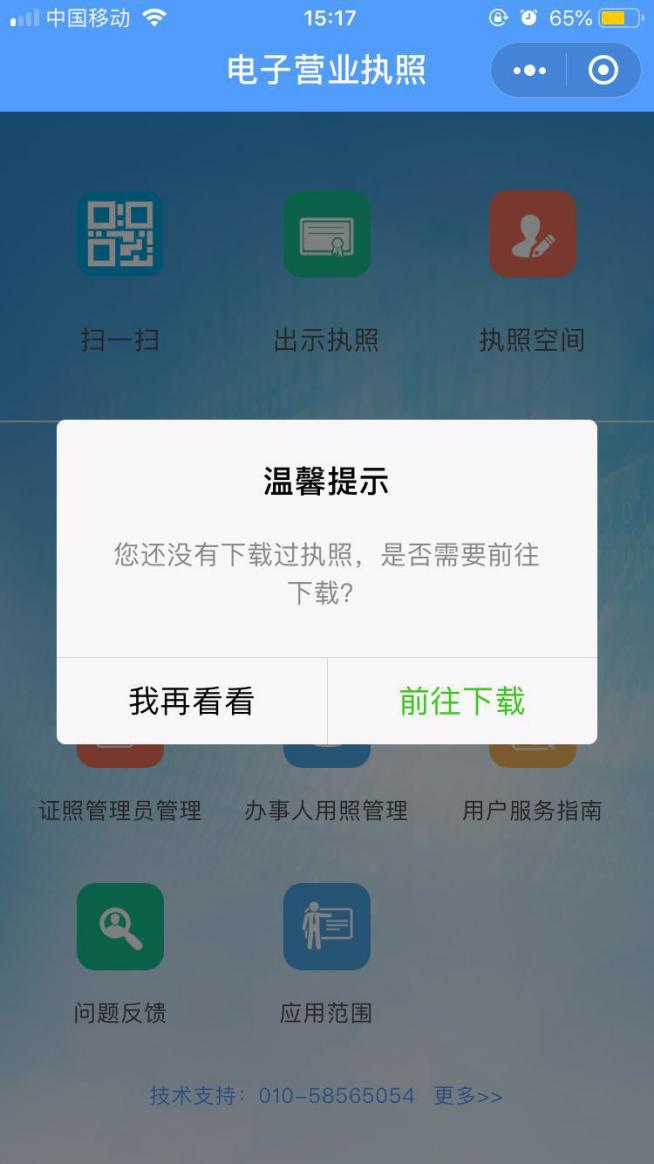 中国移动 15:17 65%
电子营业执照
扫一扫 出示执照 执照空间
温馨提示
您还没有下载过执照，是否需要前往
下载?
我再看看 前往下载
证照管理员管理 办事人用照管理 用户服务指南
问题反馈 应用范围
技术支持：010-58565054 更多>>